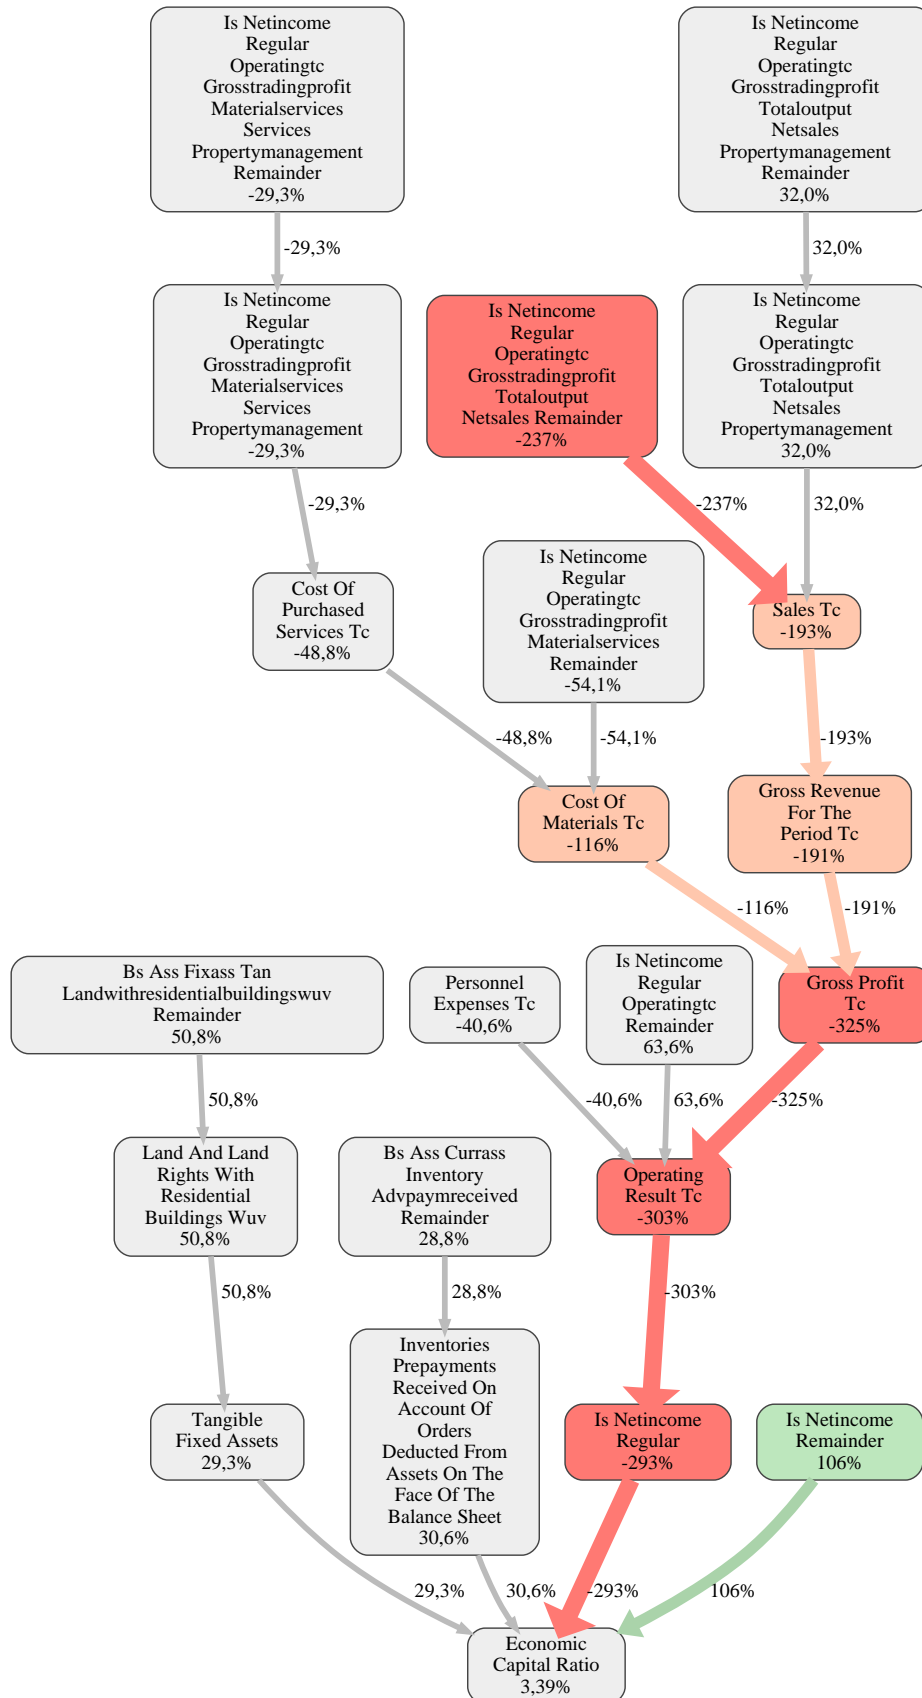 Is Netincome
Regular
Operatingtc
Grosstradingprofit
Materialservices
Services
Propertymanagement
Remainder
-29,3%
Is Netincome
Regular
Operatingtc
Grosstradingprofit
Totaloutput
Netsales
Propertymanagement
Remainder
32,0%
-29,3%
32,0%
Is Netincome
Regular
Operatingtc
Grosstradingprofit
Materialservices
Services
Propertymanagement
-29,3%
Is Netincome
Regular
Operatingtc
Grosstradingprofit
Totaloutput
Netsales Remainder
-237%
Is Netincome
Regular
Operatingtc
Grosstradingprofit
Totaloutput
Netsales
Propertymanagement
32,0%
-29,3%
-237%
32,0%
Cost Of
Purchased
Services Tc
-48,8%
Is Netincome
Regular
Operatingtc
Grosstradingprofit
Materialservices
Remainder
-54,1%
Sales Tc
-193%
-48,8%
-54,1%
-193%
Cost Of
Materials Tc
-116%
Gross Revenue
For The
Period Tc
-191%
-116%
-191%
Bs Ass Fixass Tan
Landwithresidentialbuildingswuv
Remainder
50,8%
Personnel
Expenses Tc
-40,6%
Is Netincome
Regular
Operatingtc
Remainder
63,6%
Gross Profit
Tc
-325%
50,8%
-40,6%
63,6%
-325%
Land And Land
Rights With
Residential
Buildings Wuv
50,8%
Bs Ass Currass
Inventory
Advpaymreceived
Remainder
28,8%
Operating
Result Tc
-303%
50,8%
28,8%
-303%
Tangible
Fixed Assets
29,3%
Inventories
Prepayments
Received On
Account Of
Orders
Deducted From
Assets On The
Face Of The
Balance Sheet
30,6%
Is Netincome
Regular
-293%
Is Netincome
Remainder
106%
29,3%
30,6%
-293%
106%
Economic
Capital Ratio
3,39%